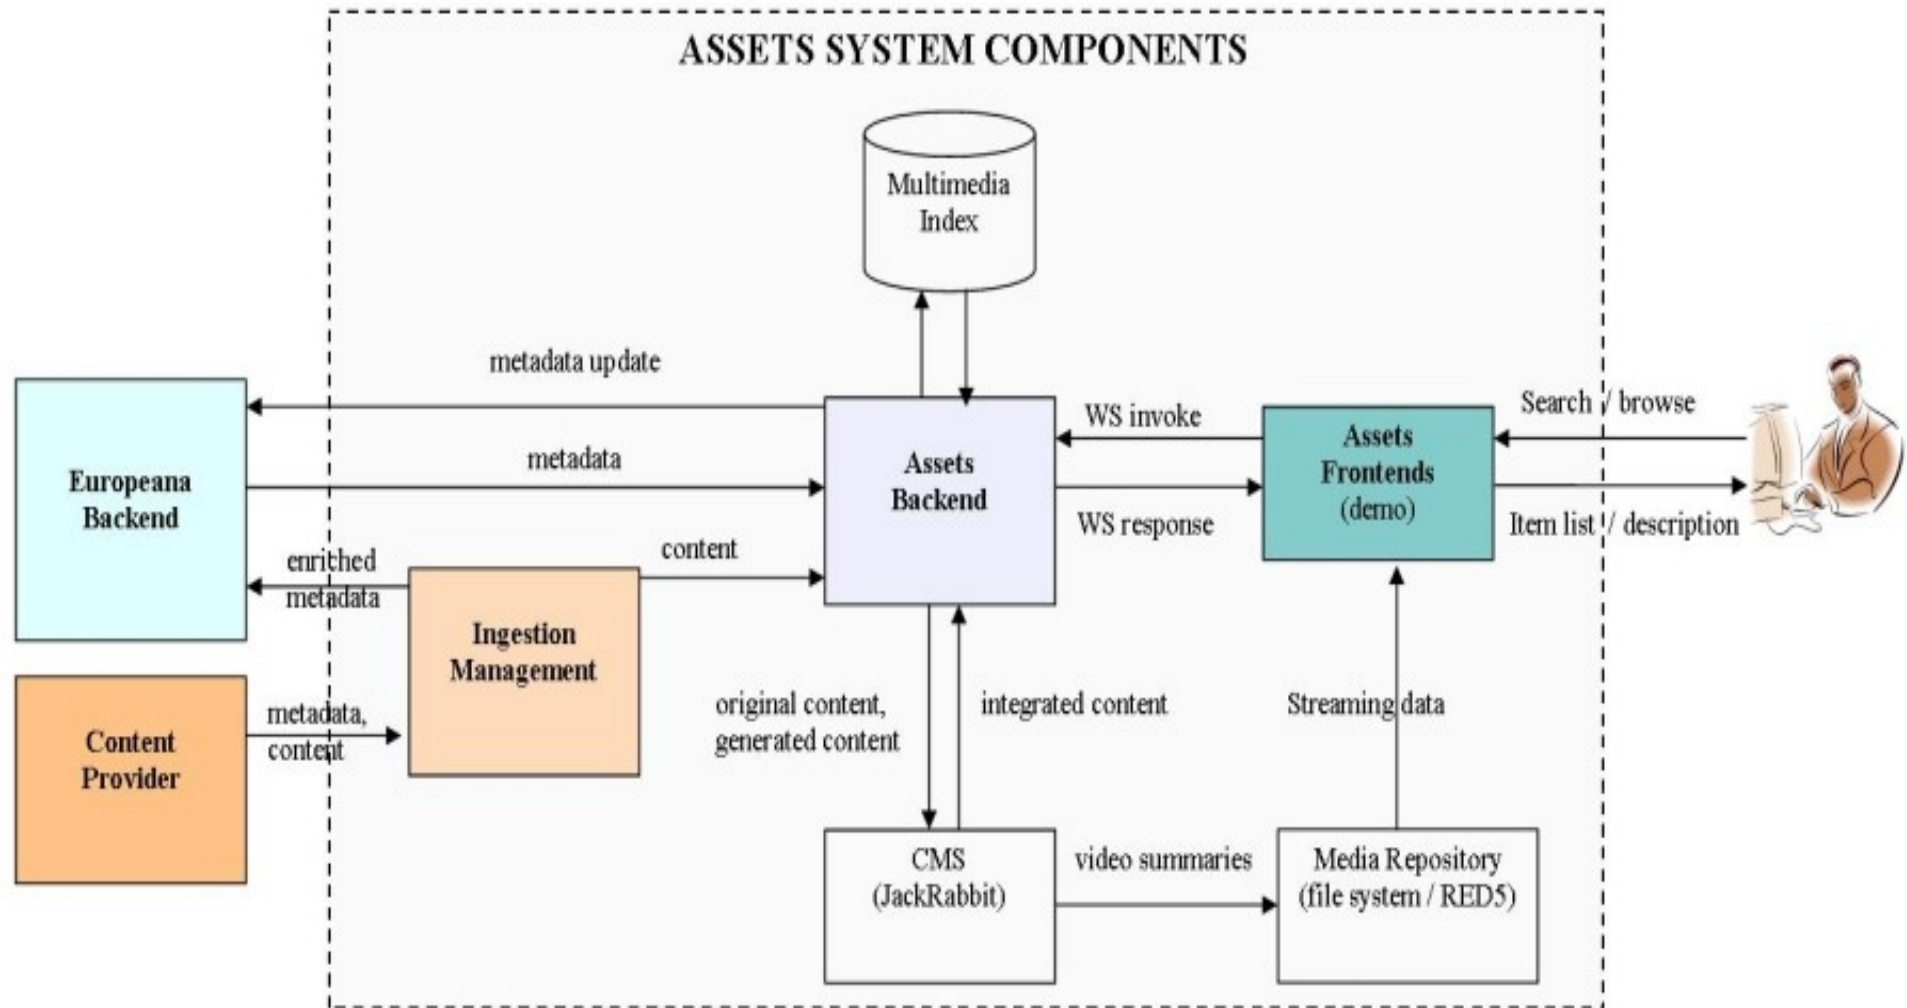 ASSETS SYSTEM COMPONENTS
Multimedia
Index
metadata update
metadata
Europeana
Backend
Assets
Backend
WS invoke
WS response
Assets
Frontends
(demo)
Search / browse
Item list / description
enriched
metadata
content
Ingestion
Management
Content
Provider
metadata,
content
original content,
generated content
integrated content
Streaming data
CMS
(JackRabbit)
video summaries
Media Repository
(file system / RED5)